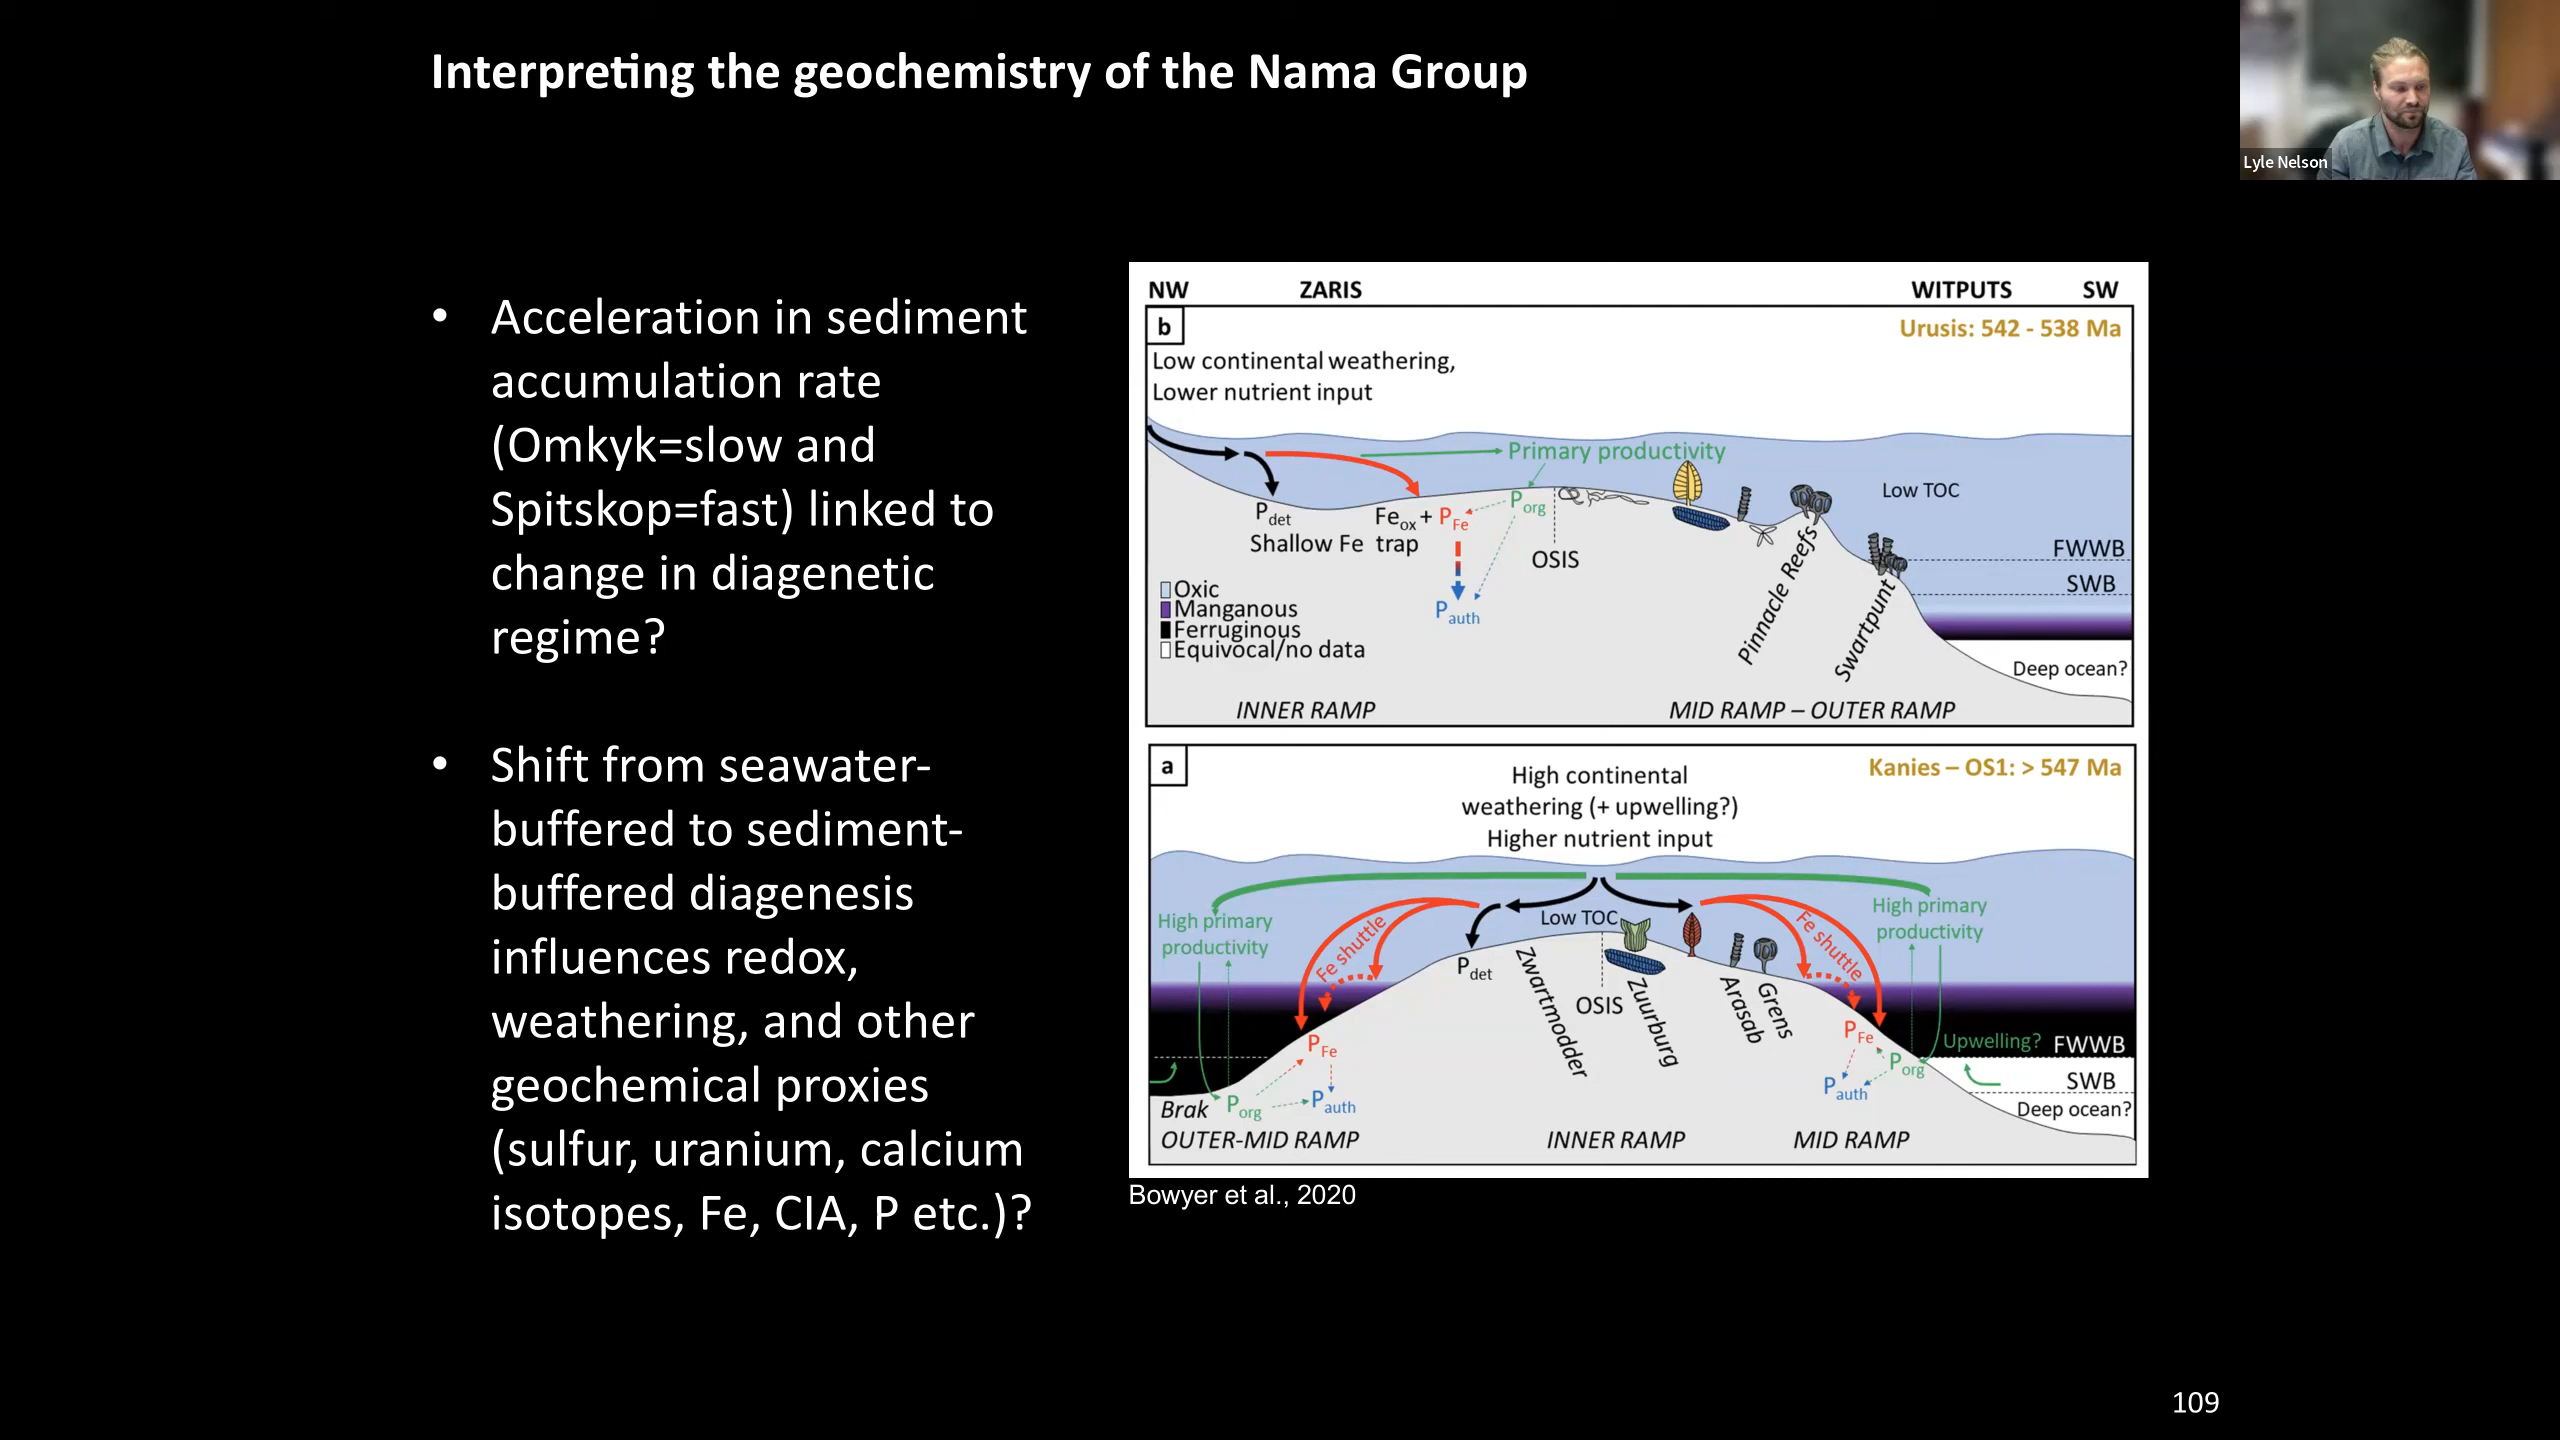 Interpreting the geochemistry of the Nama Group
Lyle Nelson
• Acceleration in sediment
accumulation rate
(Omkyk=slow and
Spitskop=fast) linked to
change in diagenetic
regime?
• Shift from seawater-
buffered to sediment-
buffered diagenesis
influences redox,
weathering, and other
geochemical proxies
(sulfur, uranium, calcium
isotopes, Fe, CIA, P etc.)?
NW ZARIS WITPUTS SW
b
Urusis: 542 - 538 Ma
Low continental weathering,
Lower nutrient input
Primary productivity
Low TOC
Pdet
Feox + PFe
Porg
Shallow Fe trap
OSIS
Pauth
Pinnacle Reefs
Swartpunt
FWWB
SWB
Oxic
Manganous
Ferruginous
Equivocal/no data
Deep ocean?
INNER RAMP
MID RAMP – OUTER RAMP
a
Kanies – OS1: > 547 Ma
High continental
weathering (+ upwelling?)
Higher nutrient input
High primary
productivity
Fe shuttle
Low TOC
Fe shuttle
High primary
productivity
Pdet
Zwartmodder
OSIS
Zuurburg
Arasab
Grens
PFe
Pauth
Porg
Brak
PFe
Porg
Pauth
Upwelling?
FWWB
SWB
Deep ocean?
OUTER-MID RAMP
INNER RAMP
MID RAMP
Bowyer et al., 2020
109